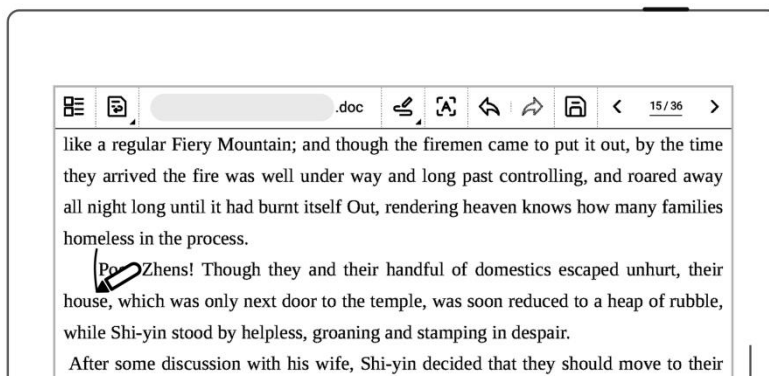 .doc
15 / 36
like a regular Fiery Mountain; and though the firemen came to put it out, by the time
they arrived the fire was well under way and long past controlling, and roared away
all night long until it had burnt itself Out, rendering heaven knows how many families
homeless in the process.
Zhens! Though they and their handful of domestics escaped unhurt, their
house, which was only next door to the temple, was soon reduced to a heap of rubble,
while Shi-yin stood by helpless, groaning and stamping in despair.
After some discussion with his wife, Shi-yin decided that they should move to their